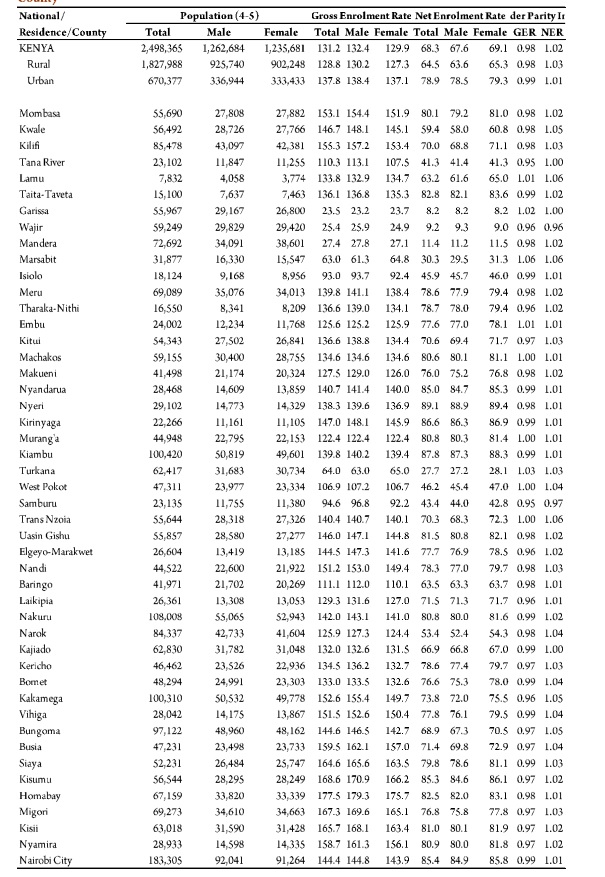 County
National/ Population (4-5) Gross Enrolment Rate Net Enrolment Rate der Parity Ir
Residence/County Total Male Female Total Male Female Total Male Female GER NER
KENYA 2,498,365 1,262,684 1,235,681 131.2 132.4 129.9 68.3 67.6 69.1 0.98 1.02
Rural 1,827,988 925,740 902,248 128.8 130.2 127.3 64.5 63.6 65.3 0.98 1.03
Urban 670,377 336,944 333,433 137.8 138.4 137.1 78.9 78.5 79.3 0.99 1.01
Mombasa 55,690 27,808 27,882 153.1 154.4 151.9 80.1 79.2 81.0 0.98 1.02
Kwale 56,492 28,726 27,766 146.7 148.1 145.1 59.4 58.0 60.8 0.98 1.05
Kilifi 85,478 43,097 42,381 155.3 157.2 153.4 70.0 68.8 71.1 0.98 1.03
Tana River 23,102 11,847 11,255 110.3 113.1 107.5 41.3 41.4 41.3 0.95 1.00
Lamu 7,832 4,058 3,774 133.8 132.9 134.7 63.2 61.6 65.0 1.01 1.06
Taita-Taveta 15,100 7,637 7,463 136.1 136.8 135.3 82.8 82.1 83.6 0.99 1.02
Garissa 55,967 29,167 26,800 23.5 23.2 23.7 8.2 8.2 8.2 1.02 1.00
Wajir 59,249 29,829 29,420 25.4 25.9 24.9 9.2 9.3 9.0 0.96 0.96
Mandera 72,692 34,091 38,601 27.4 27.8 27.1 11.4 11.2 11.5 0.98 1.02
Marsabit 31,877 16,330 15,547 63.0 61.3 64.8 30.3 29.5 31.3 1.06 1.06
Isiolo 18,124 9,168 8,956 93.0 93.7 92.4 45.9 45.7 46.0 0.99 1.01
Meru 69,089 35,076 34,013 139.8 141.1 138.4 78.6 77.9 79.4 0.98 1.02
Tharaka-Nithi 16,550 8,341 8,209 136.6 139.0 134.1 78.7 78.0 79.4 0.96 1.02
Embu 24,002 12,234 11,768 125.6 125.2 125.9 77.6 77.0 78.1 1.01 1.01
Kitui 54,343 27,502 26,841 136.6 138.8 134.4 70.6 69.4 71.7 0.97 1.03
Machakos 59,155 30,400 28,755 134.6 134.6 134.6 80.6 80.1 81.1 1.00 1.01
Makueni 41,498 21,174 20,324 127.5 129.0 126.0 76.0 75.2 76.8 0.98 1.02
Nyandarua 28,468 14,609 13,859 140.7 141.4 140.0 85.0 84.7 85.3 0.99 1.01
Nyeri 29,102 14,773 14,329 138.3 139.6 136.9 89.1 88.9 89.4 0.98 1.01
Kirinyaga 22,266 11,161 11,105 147.0 148.1 145.9 86.6 86.3 86.9 0.99 1.01
Murang'a 44,948 22,795 22,153 122.4 122.4 122.4 80.8 80.3 81.4 1.00 1.01
Kiambu 100,420 50,819 49,601 139.8 140.2 139.4 87.8 87.3 88.3 0.99 1.01
Turkana 62,417 31,683 30,734 64.0 63.0 65.0 27.7 27.2 28.1 1.03 1.03
West Pokot 47,311 23,977 23,334 106.9 107.2 106.7 46.2 45.4 47.0 1.00 1.04
Samburu 23,135 11,755 11,380 94.6 96.8 92.2 43.4 44.0 42.8 0.95 0.97
Trans Nzoia 55,644 28,318 27,326 140.4 140.7 140.1 70.3 68.3 72.3 1.00 1.06
Uasin Gishu 55,857 28,580 27,277 146.0 147.1 144.8 81.5 80.8 82.1 0.98 1.02
Elgeyo-Marakwet 26,604 13,419 13,185 144.5 147.3 141.6 77.7 76.9 78.5 0.96 1.02
Nandi 44,522 22,600 21,922 151.2 153.0 149.4 78.3 77.0 79.7 0.98 1.03
Baringo 41,971 21,702 20,269 111.1 112.0 110.1 63.5 63.3 63.7 0.98 1.01
Laikipia 26,361 13,308 13,053 129.3 131.6 127.0 71.5 71.3 71.7 0.96 1.01
Nakuru 108,008 55,065 52,943 142.0 143.1 141.0 80.8 80.0 81.6 0.99 1.02
Narok 84,337 42,733 41,604 125.9 127.3 124.4 53.4 52.4 54.3 0.98 1.04
Kajiado 62,830 31,782 31,048 132.0 132.6 131.5 66.9 66.8 67.0 0.99 1.00
Kericho 46,462 23,526 22,936 134.5 136.2 132.7 78.6 77.4 79.7 0.97 1.03
Bomet 48,294 24,991 23,303 133.0 133.5 132.6 76.6 75.3 78.0 0.99 1.04
Kakamega 100,310 50,532 49,778 152.6 155.4 149.7 73.8 72.0 75.5 0.96 1.05
Vihiga 28,042 14,175 13,867 151.5 152.6 150.4 77.8 76.1 79.5 0.99 1.04
Bungoma 97,122 48,960 48,162 144.6 146.5 142.7 68.9 67.3 70.5 0.97 1.05
Busia 47,231 23,498 23,733 159.5 162.1 157.0 71.4 69.8 72.9 0.97 1.04
Siaya 52,231 26,484 25,747 164.6 165.6 163.5 79.8 78.6 81.1 0.99 1.03
Kisumu 56,544 28,295 28,249 168.6 170.9 166.2 85.3 84.6 86.1 0.97 1.02
Homabay 67,159 33,820 33,339 177.5 179.3 175.7 82.5 82.0 83.1 0.98 1.01
Migori 69,273 34,610 34,663 167.3 169.6 165.1 76.8 75.8 77.8 0.97 1.03
Kisii 63,018 31,590 31,428 165.7 168.1 163.4 81.0 80.1 81.9 0.97 1.02
Nyamira 28,933 14,598 14,335 158.7 161.3 156.1 80.9 80.0 81.8 0.97 1.02
Nairobi City 183,305 92,041 91,264 144.4 144.8 143.9 85.4 84.9 85.8 0.99 1.01